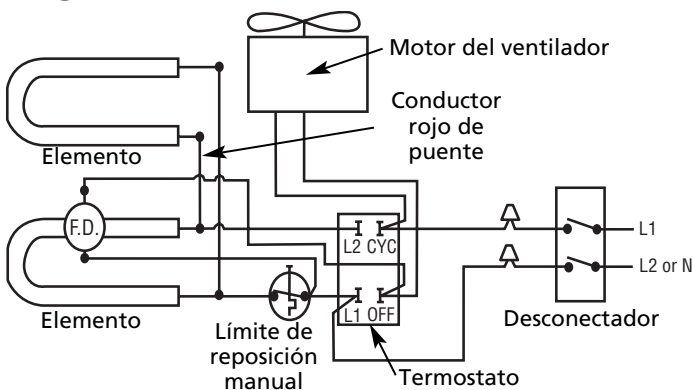 Motor del ventilador
Conductor
rojo de
puente
Elemento
F.D.
L2 CYC
L1
L2 or N
L1 OFF
Elemento
Límite de
reposición
manual
Desconectador
Termostato